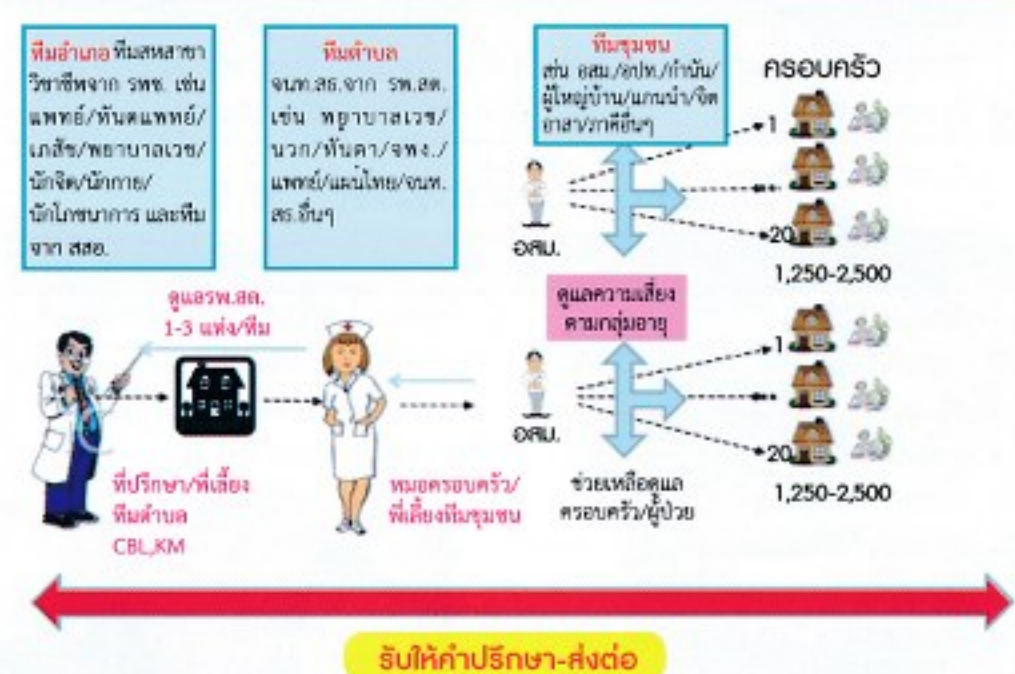 ทีมอำเภอ ทีมสหสาขา
วิชาชีพจาก รพช. เช่น
แพทย์/ทันตแพทย์/
เภสัช/พยาบาลเวช/
นักจิต/นักกาย/
นักโภชนาการ และทีม
จาก สสอ.
ทีมตำบล
จนท.สธ.จาก รพ.สต.
เช่น พยาบาลเวช/
นวก/ทันตา/จพง./
แพทย์/แผนไทย/จนท.
สธ.อื่นๆ
ทีมชุมชน
เช่น อสม./อปท./กำนัน/
ผู้ใหญ่บ้าน/แกนนำ/จิต
อาสา/ภาคีอื่นๆ
ครอบครัว
1
20
อสม.
1,250-2,500
ดูแลรพ.สต.
1-3 แห่ง/ทีม
ดูแลความเสี่ยง
ตามกลุ่มอายุ
1
20
อสม.
1,250-2,500
ที่ปรึกษา/พี่เลี้ยง
ทีมตำบล
CBL,KM
หมอครอบครัว/
พี่เลี้ยงทีมชุมชน
ช่วยเหลือดูแล
ครอบครัว/ผู้ป่วย
รับให้คำปรึกษา-ส่งต่อ